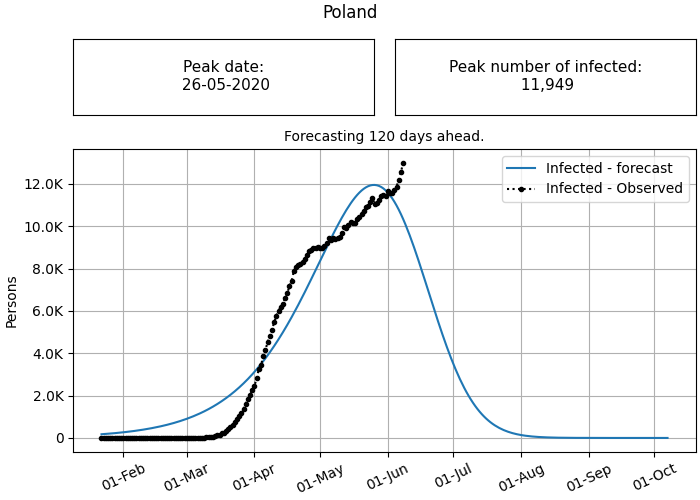 Poland
Peak date:
26-05-2020
Peak number of infected:
11,949
Forecasting 120 days ahead.
Infected - forecast
Infected - Observed
Persons
12.0K
10.0K
8.0K
6.0K
4.0K
2.0K
0
01-Feb
01-Mar
01-Apr
01-May
01-Jun
01-Jul
01-Aug
01-Sep
01-Oct